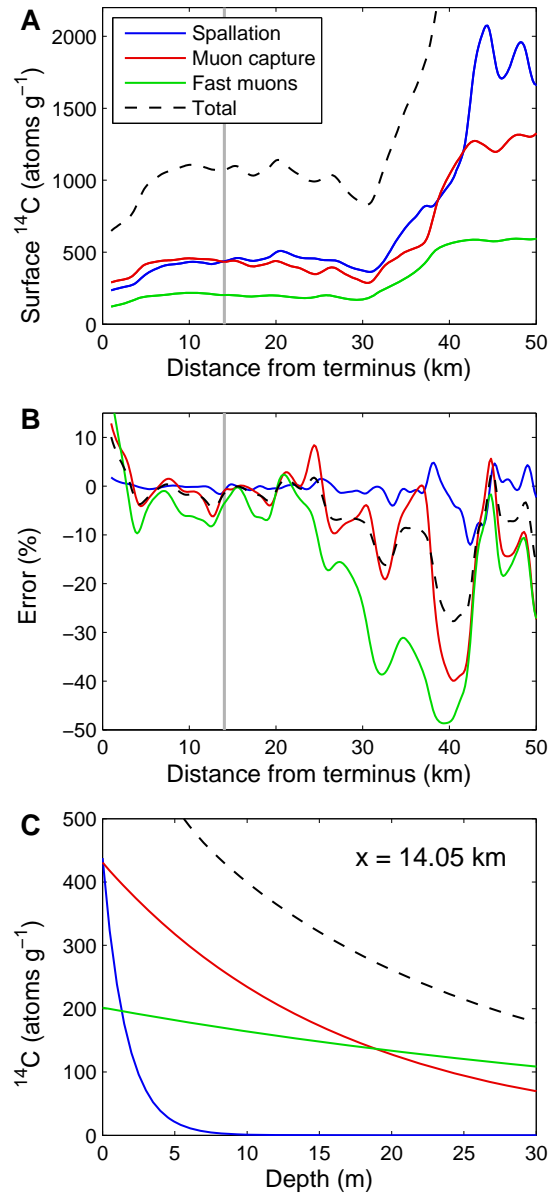 A
Surface ¹⁴C (atoms g⁻¹)
2000
1500
1000
500
0
Spallation
Muon capture
Fast muons
Total
0 10 20 30 40 50
Distance from terminus (km)
B
Error (%)
10
0
−10
−20
−30
−40
−50
0 10 20 30 40 50
Distance from terminus (km)
C
¹⁴C (atoms g⁻¹)
500
400
300
200
100
0
x = 14.05 km
0 5 10 15 20 25 30
Depth (m)